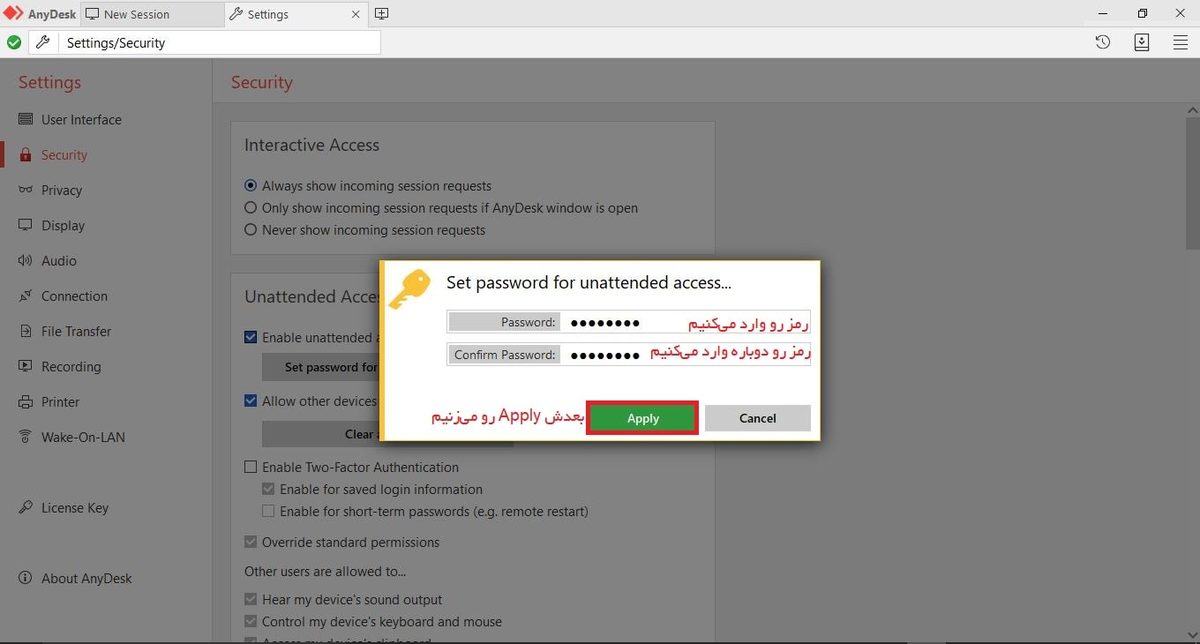 AnyDesk
New Session
Settings
Settings/Security
Settings
User Interface
Security
Privacy
Display
Audio
Connection
File Transfer
Recording
Printer
Wake-On-LAN
License Key
About AnyDesk
Security
Interactive Access
Always show incoming session requests
Only show incoming session requests if AnyDesk window is open
Never show incoming session requests
Unattended
Enable unattended
Set password for
Allow other devices
Clear
Enable Two-Factor Authentication
Enable for saved login information
Enable for short-term passwords (e.g. remote restart)
Override standard permissions
Other users are allowed to...
Hear my device's sound output
Control my device's keyboard and mouse
Access my device's clipboard
Set password for unattended access...
Password: ●●●●●●●● رمز رو وارد می‌کنیم
Confirm Password: ●●●●●●●● رمز رو دوباره وارد می‌کنیم
بعدش Apply رو می‌زنیم
Apply
Cancel